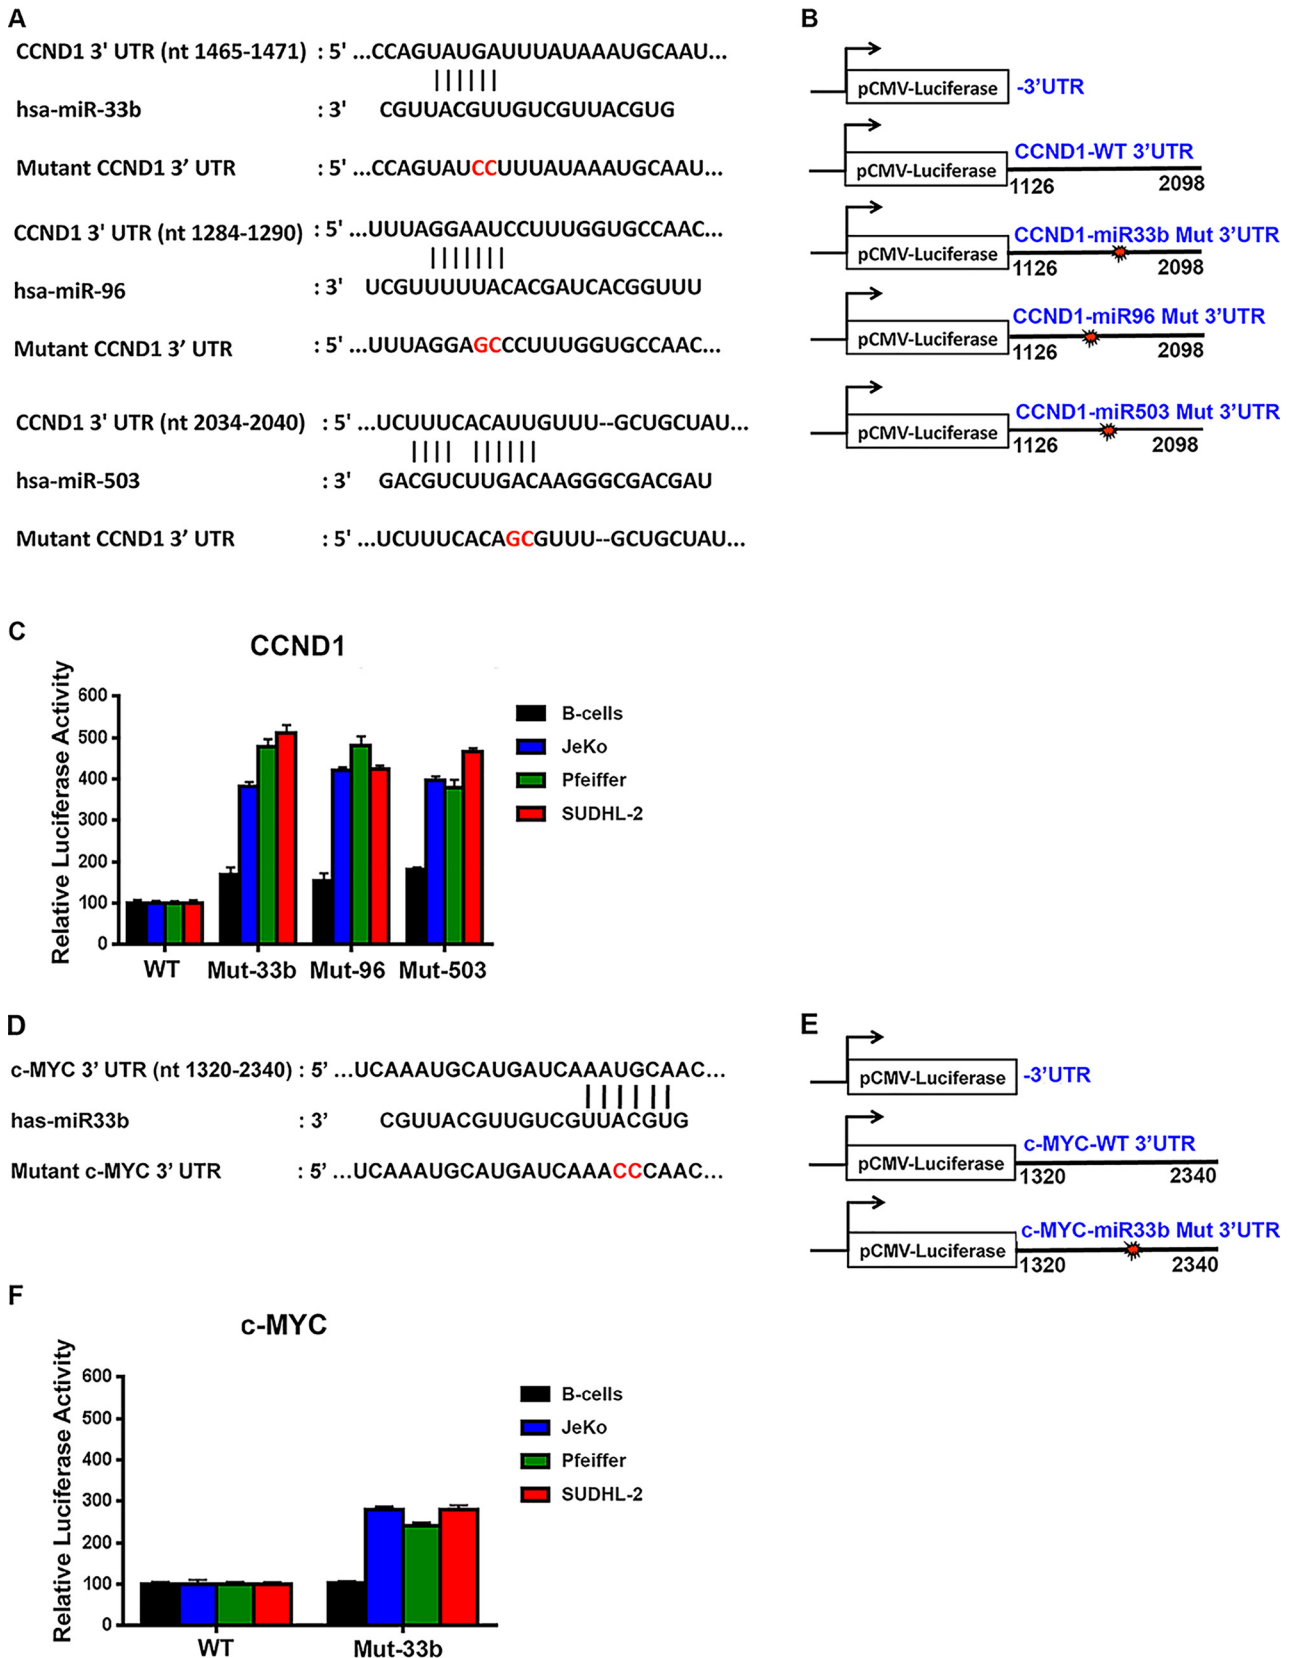 A
CCND1 3' UTR (nt 1465-1471) : 5' ...CCAGUAUGAUUUAUAAAUGCAAU...
hsa-miR-33b : 3' CGUUACGUUGUCGUUACGUG
Mutant CCND1 3’ UTR : 5' ...CCAGUAUCCUUUAUAAAUGCAAU...
CCND1 3' UTR (nt 1284-1290) : 5' ...UUUAGGAAUCCUUUGGUGCCAAC...
hsa-miR-96 : 3' UCGUUUUUACACGAUCACGGUUU
Mutant CCND1 3’ UTR : 5' ...UUUAGGAGCCCUUUGGUGCCAAC...
CCND1 3' UTR (nt 2034-2040) : 5' ...UCUUUCACAUUGUUU--GCUGCUAU...
hsa-miR-503 : 3' GACGUCUUGACAAGGGCGACGAU
Mutant CCND1 3’ UTR : 5' ...UCUUUCACAGCGUUU--GCUGCUAU...
B
pCMV-Luciferase -3’UTR
CCND1-WT 3’UTR
pCMV-Luciferase
1126 2098
CCND1-miR33b Mut 3’UTR
pCMV-Luciferase
1126 2098
CCND1-miR96 Mut 3’UTR
pCMV-Luciferase
1126 2098
CCND1-miR503 Mut 3’UTR
pCMV-Luciferase
1126 2098
C
CCND1
Relative Luciferase Activity
600
500
400
300
200
100
0
WT Mut-33b Mut-96 Mut-503
B-cells
JeKo
Pfeiffer
SUDHL-2
D
c-MYC 3’ UTR (nt 1320-2340) : 5’ ...UCAAAUGCAUGAUCAAAUGCAAC...
has-miR33b : 3’ CGUUACGUUGUCGUUACGUG
Mutant c-MYC 3’ UTR : 5’ ...UCAAAUGCAUGAUCAAACCCAAC...
E
pCMV-Luciferase -3’UTR
c-MYC-WT 3’UTR
pCMV-Luciferase
1320 2340
c-MYC-miR33b Mut 3’UTR
pCMV-Luciferase
1320 2340
F
c-MYC
Relative Luciferase Activity
600
500
400
300
200
100
0
WT Mut-33b
B-cells
JeKo
Pfeiffer
SUDHL-2